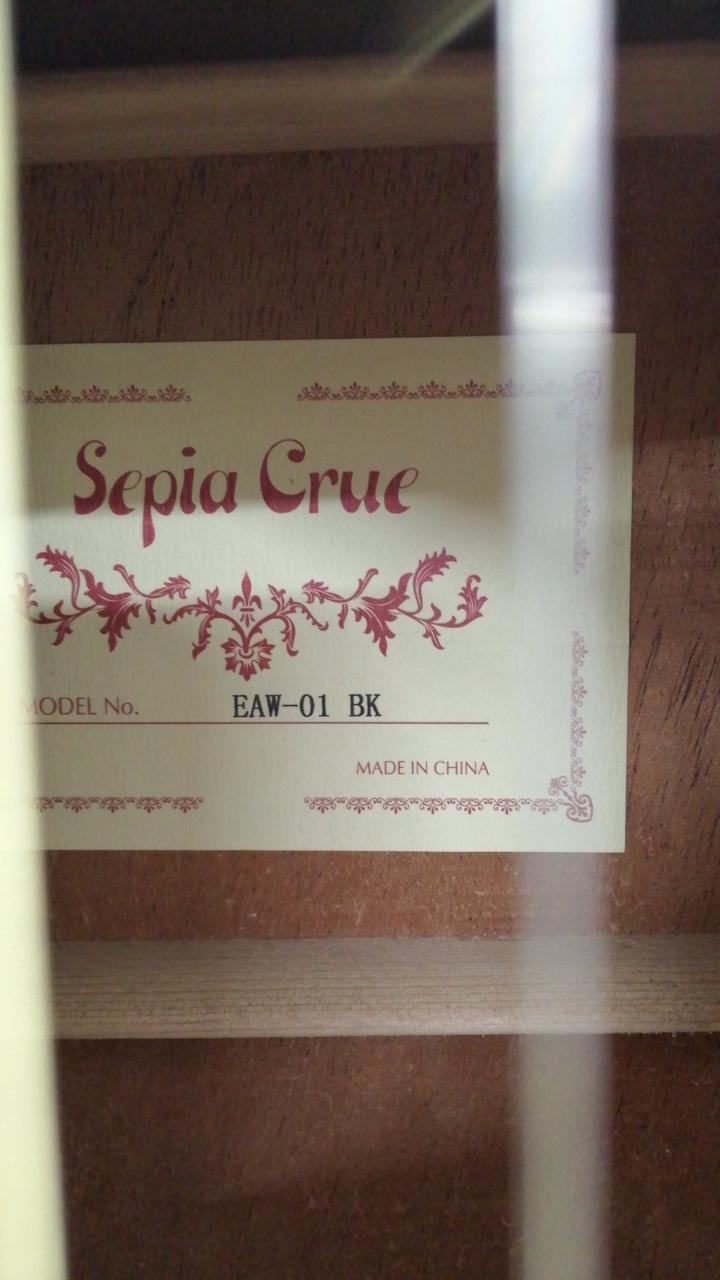 Sepia Crue
MODEL No. EAW-01 BK
MADE IN CHINA